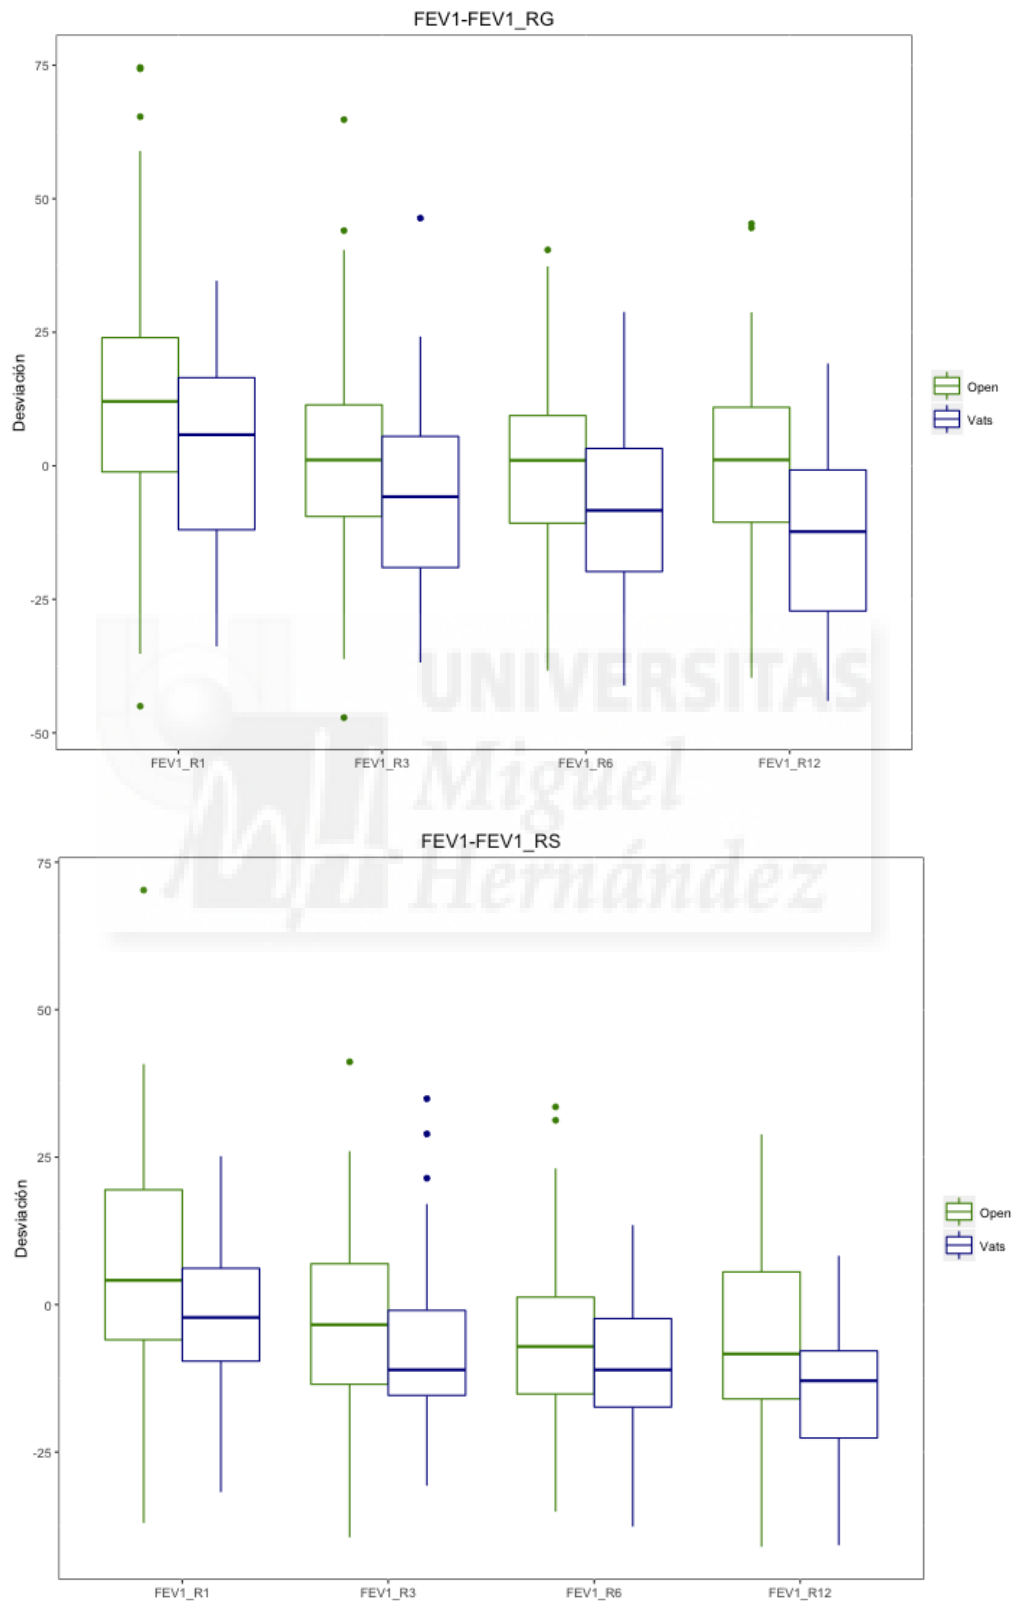 FEV1-FEV1_RG
75
50
25
0
-25
-50
Desviación
FEV1_R1 FEV1_R3 FEV1_R6 FEV1_R12
Open
Vats
UNIVERSITAS
Miguel
Hernández
FEV1-FEV1_RS
75
50
25
0
-25
Desviación
FEV1_R1 FEV1_R3 FEV1_R6 FEV1_R12
Open
Vats